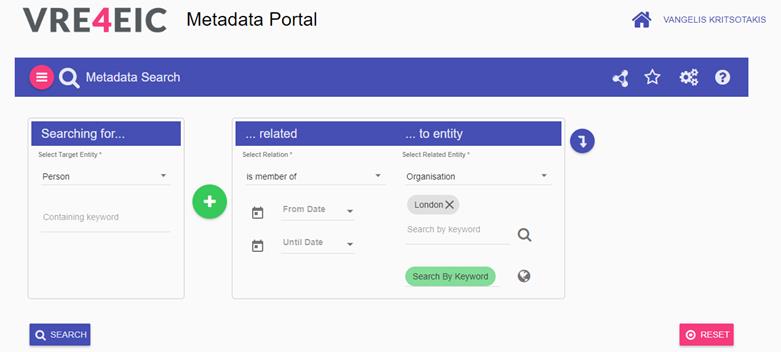 VRE4EIC Metadata Portal
VANGELIS KRITSOTAKIS
Metadata Search
Searching for...
Select Target Entity *
Person
Containing keyword
... related
... to entity
Select Relation *
Select Related Entity *
is member of
Organisation
From Date
Until Date
London
Search by keyword
Search By Keyword
SEARCH
RESET